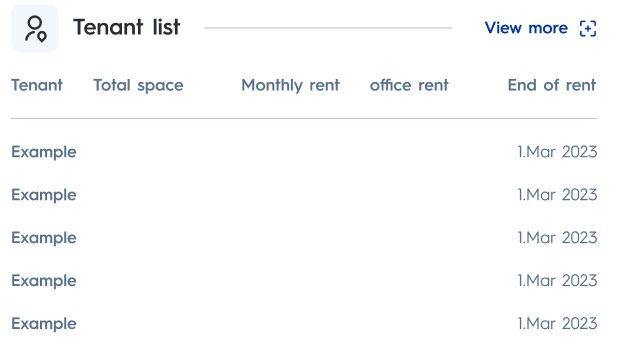 Tenant list View more
Tenant Total space Monthly rent office rent End of rent
Example 1.Mar 2023
Example 1.Mar 2023
Example 1.Mar 2023
Example 1.Mar 2023
Example 1.Mar 2023